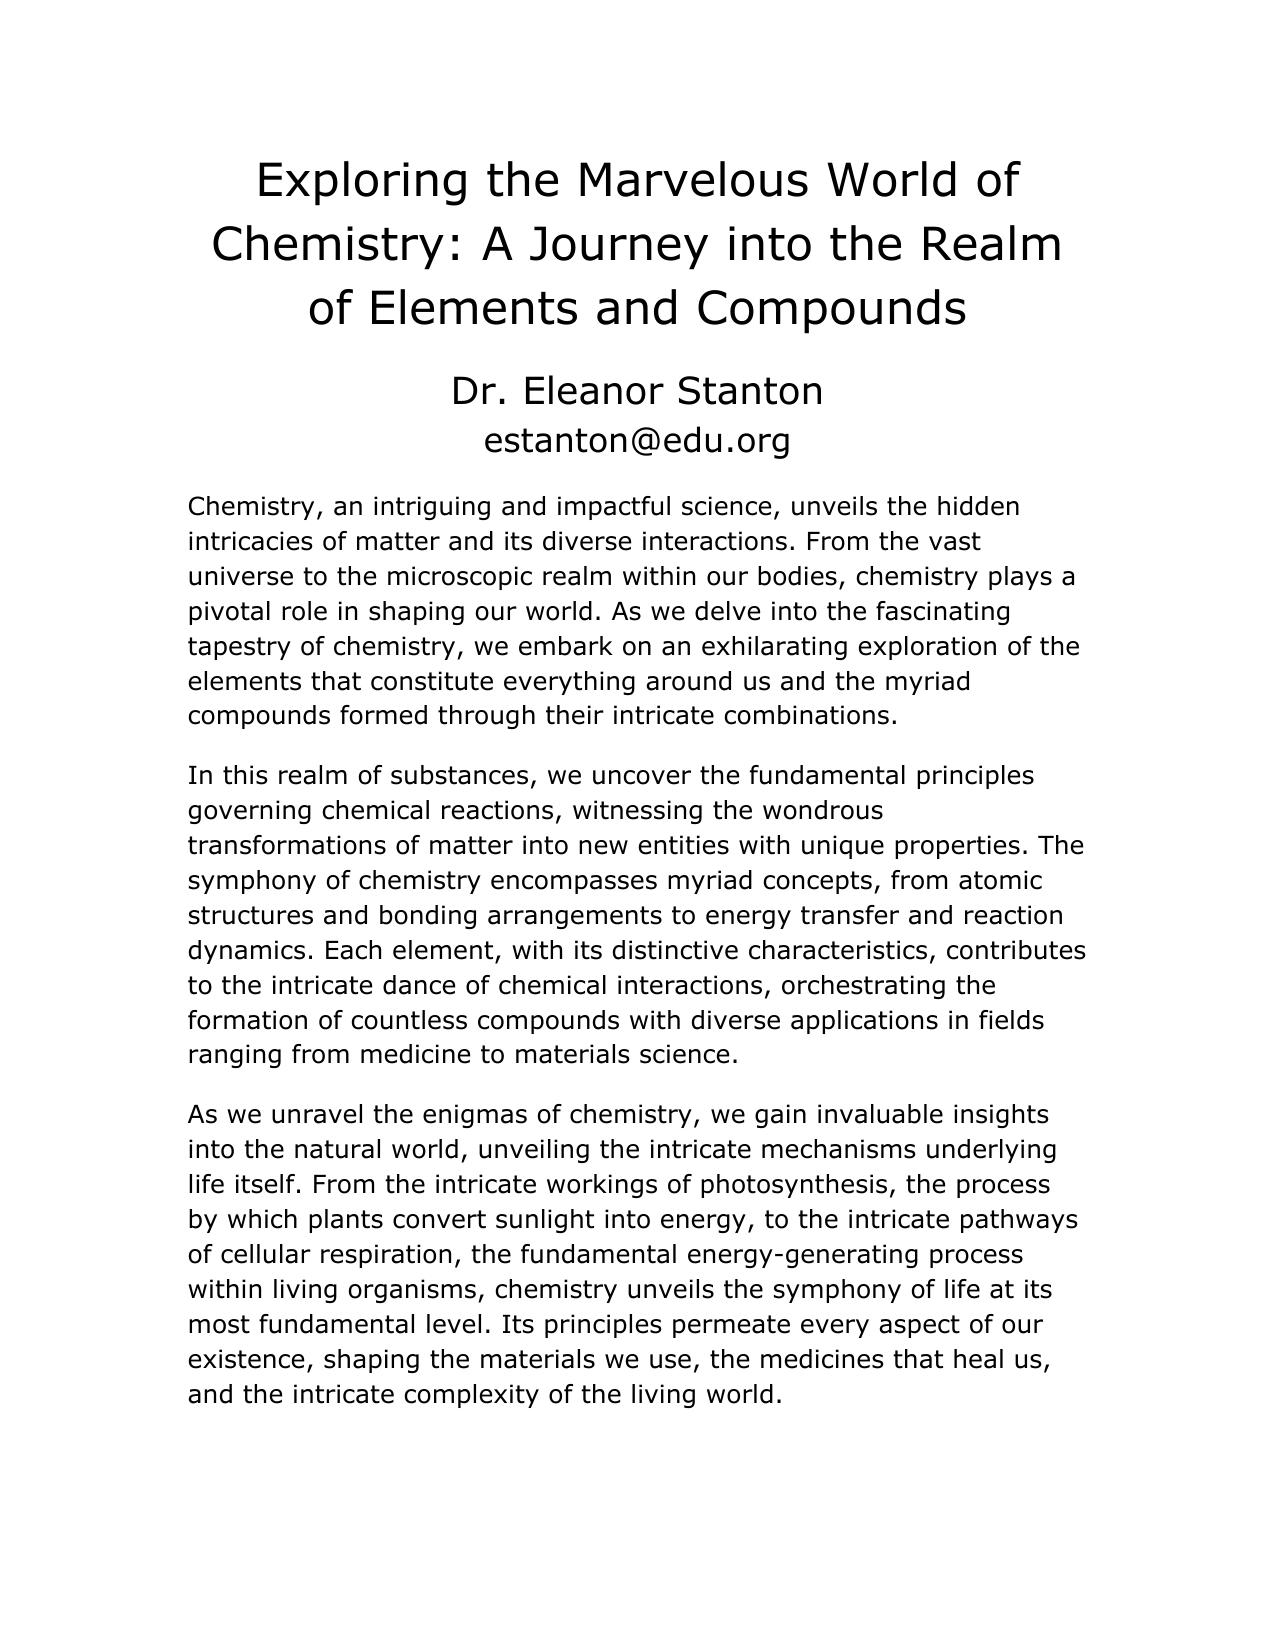 Exploring the Marvelous World of
Chemistry: A Journey into the Realm
of Elements and Compounds
Dr. Eleanor Stanton
estanton@edu.org
Chemistry, an intriguing and impactful science, unveils the hidden
intricacies of matter and its diverse interactions. From the vast
universe to the microscopic realm within our bodies, chemistry plays a
pivotal role in shaping our world. As we delve into the fascinating
tapestry of chemistry, we embark on an exhilarating exploration of the
elements that constitute everything around us and the myriad
compounds formed through their intricate combinations.
In this realm of substances, we uncover the fundamental principles
governing chemical reactions, witnessing the wondrous
transformations of matter into new entities with unique properties. The
symphony of chemistry encompasses myriad concepts, from atomic
structures and bonding arrangements to energy transfer and reaction
dynamics. Each element, with its distinctive characteristics, contributes
to the intricate dance of chemical interactions, orchestrating the
formation of countless compounds with diverse applications in fields
ranging from medicine to materials science.
As we unravel the enigmas of chemistry, we gain invaluable insights
into the natural world, unveiling the intricate mechanisms underlying
life itself. From the intricate workings of photosynthesis, the process
by which plants convert sunlight into energy, to the intricate pathways
of cellular respiration, the fundamental energy-generating process
within living organisms, chemistry unveils the symphony of life at its
most fundamental level. Its principles permeate every aspect of our
existence, shaping the materials we use, the medicines that heal us,
and the intricate complexity of the living world.